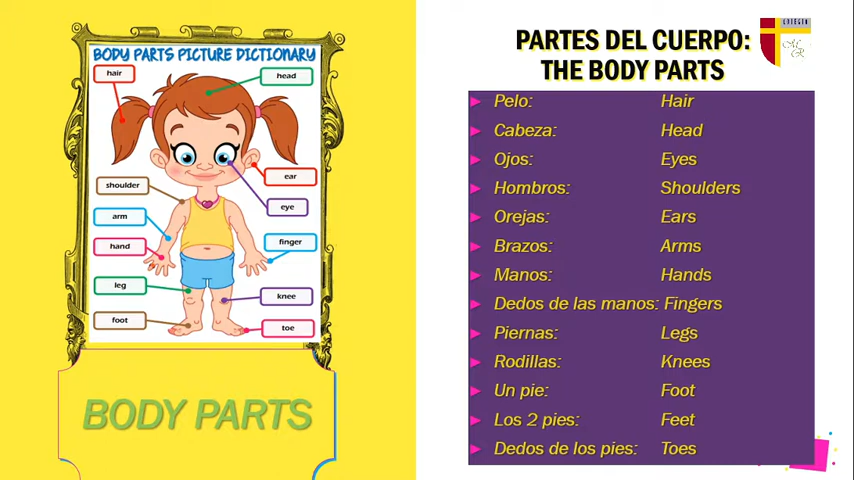 BODY PARTS PICTURE DICTIONARY
hair
head
ear
shoulder
eye
arm
finger
hand
leg
knee
foot
toe
BODY PARTS
PARTES DEL CUERPO:
THE BODY PARTS
Pelo: Hair
Cabeza: Head
Ojos: Eyes
Hombros: Shoulders
Orejas: Ears
Brazos: Arms
Manos: Hands
Dedos de las manos: Fingers
Piernas: Legs
Rodillas: Knees
Un pie: Foot
Los 2 pies: Feet
Dedos de los pies: Toes